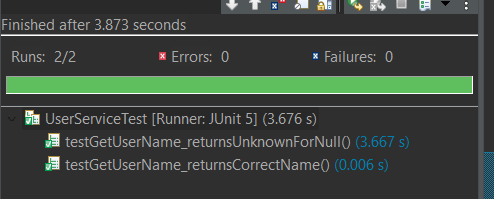 Finished after 3.873 seconds
Runs: 2/2 Errors: 0 Failures: 0
UserServiceTest [Runner: JUnit 5] (3.676 s)
testGetUserName_returnsUnknownForNull() (3.667 s)
testGetUserName_returnsCorrectName() (0.006 s)